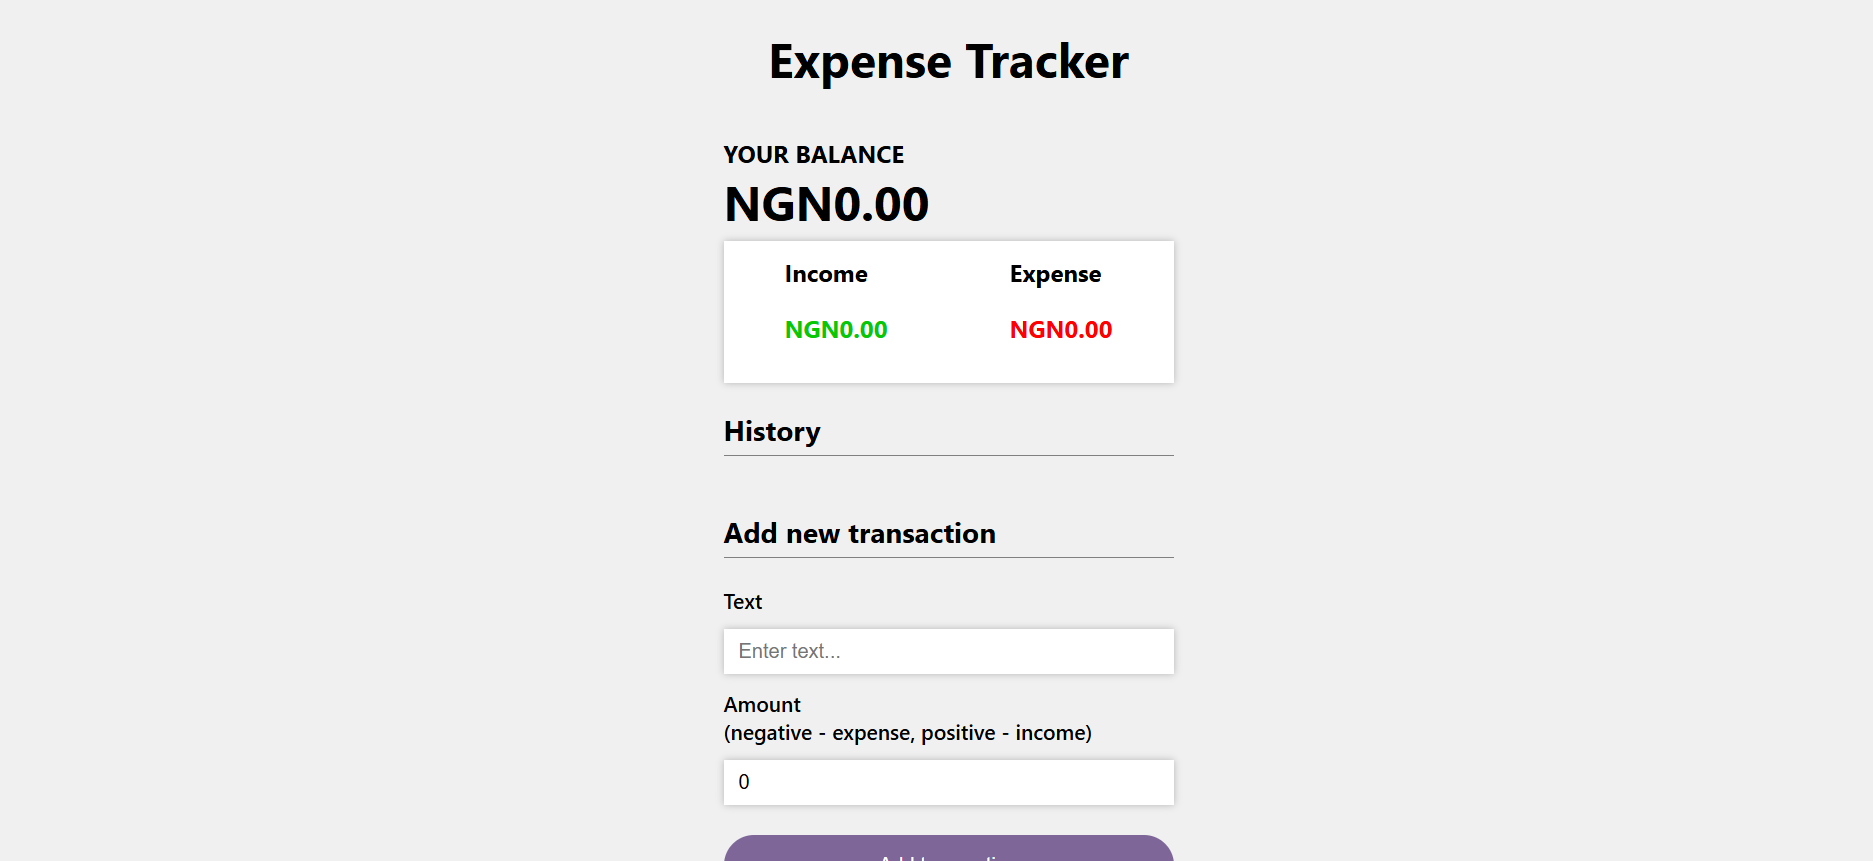 Expense Tracker
YOUR BALANCE
NGN0.00
Income Expense
NGN0.00 NGN0.00
History
Add new transaction
Text
Enter text...
Amount
(negative - expense, positive - income)
0
Add